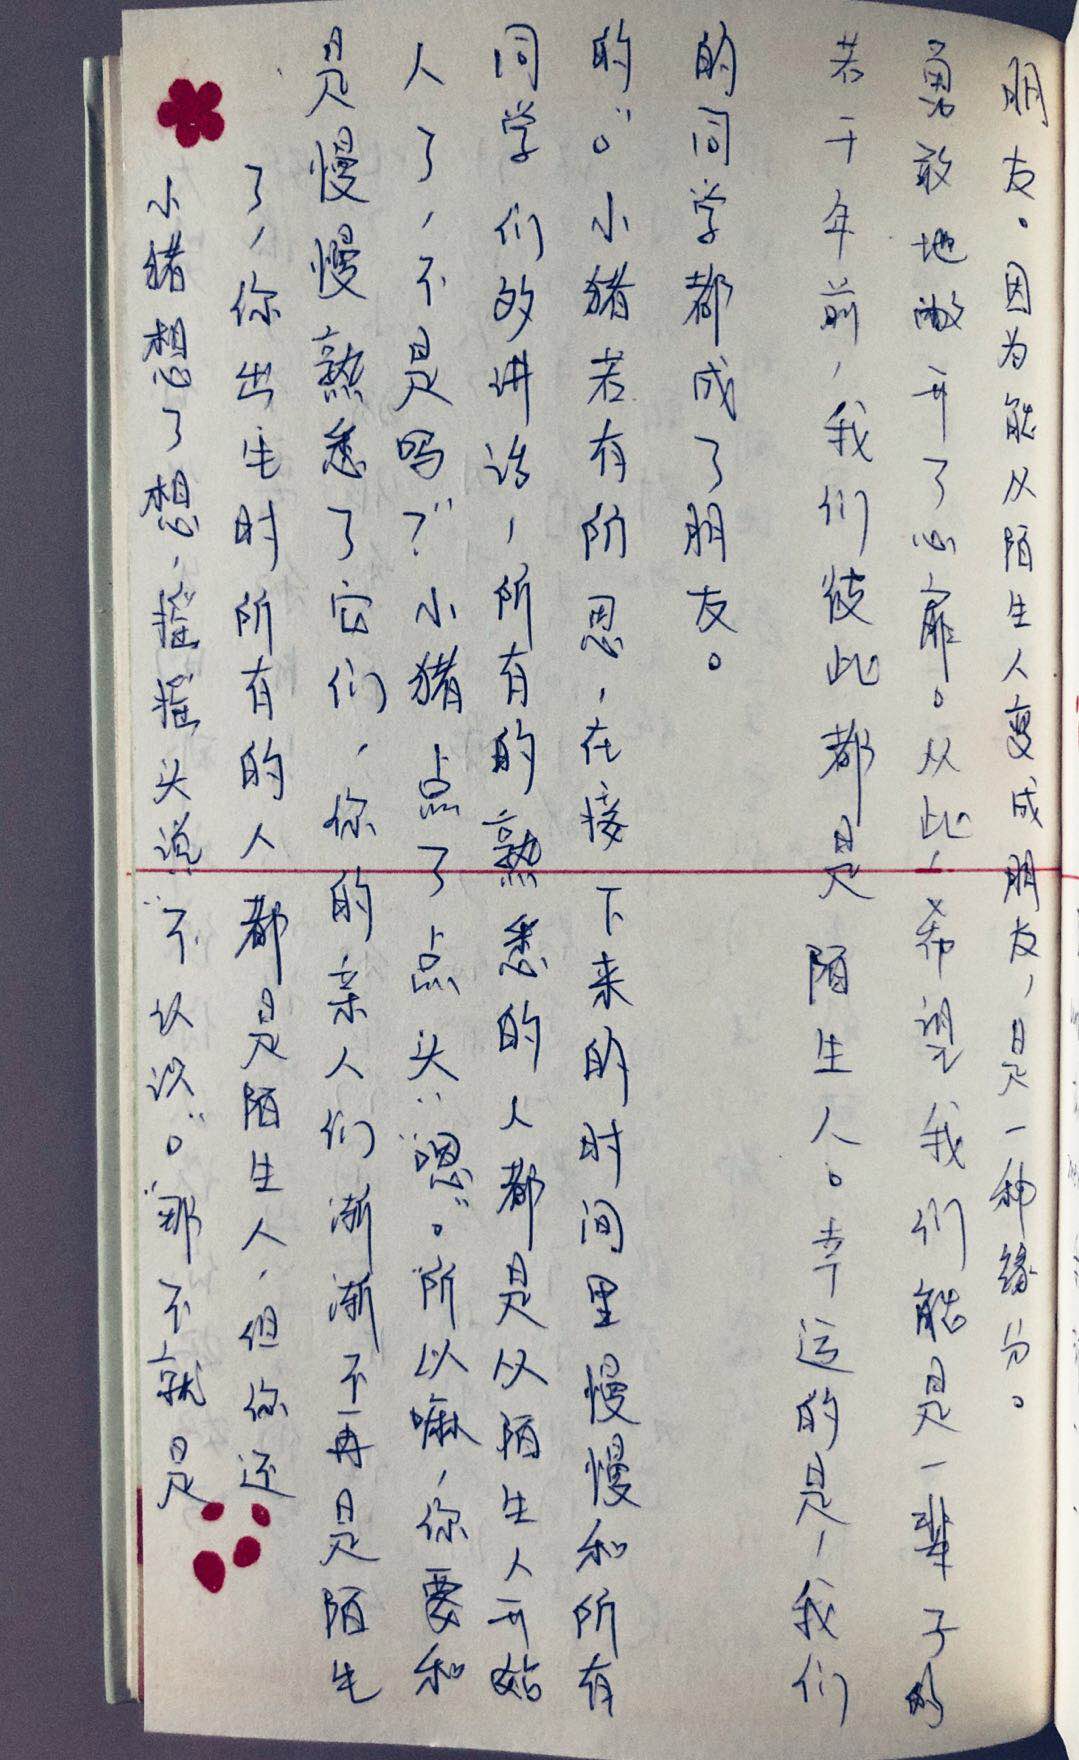 小猪想了想，摇摇头说：“不认识。”“那不就是
了，你出生时所有的人都是陌生人，但你还
是慢慢熟悉了它们，你的亲人们渐渐不再是陌生
人了，不是吗？”小猪点了点头：“嗯”。“所以嘛，你要和
同学们多讲话，所有的熟悉的人都是从陌生人开始
的”。小猪若有所思，在接下来的时间里慢慢和所有
的同学都成了朋友。
若干年前，我们彼此都是陌生人。幸运的是，我们
勇敢地敞开了心扉。从此，希望我们能是一辈子的
朋友。因为能从陌生人变成朋友，是一种缘分。